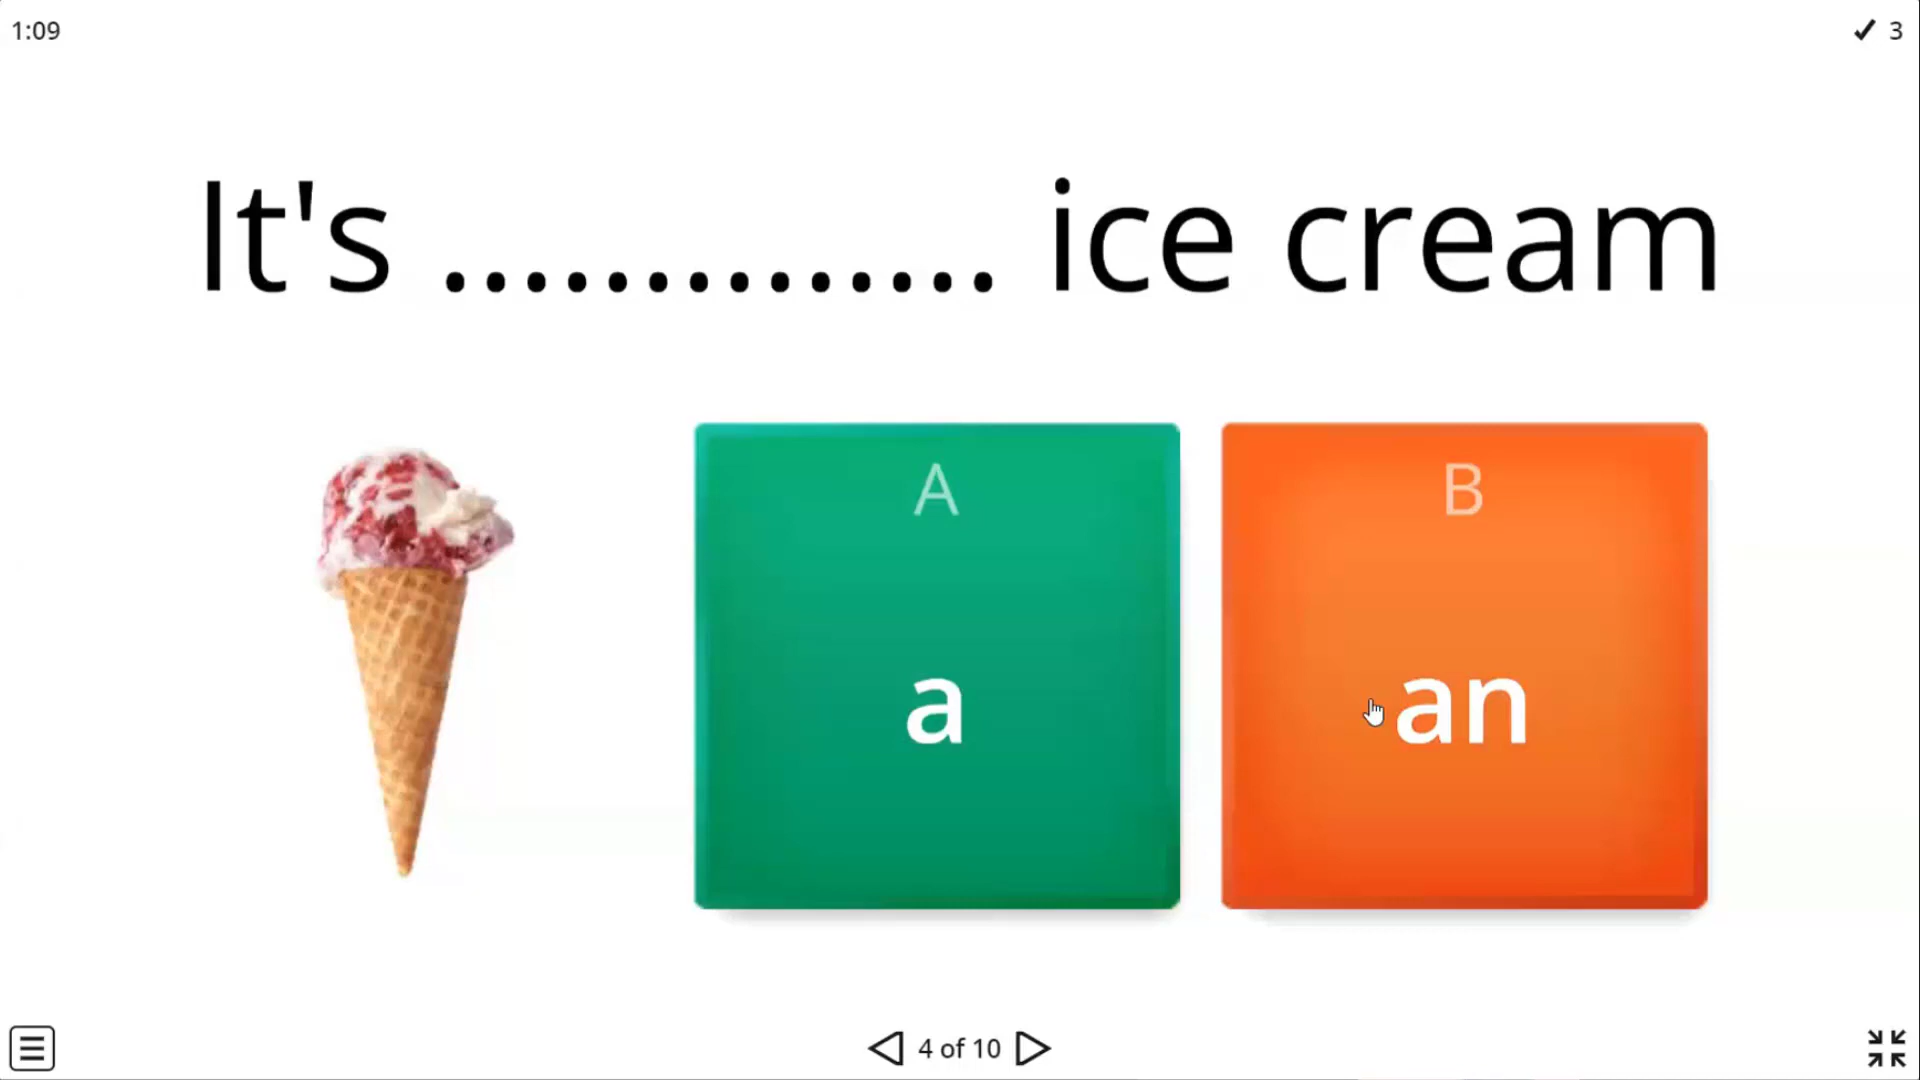 1:09
✓ 3
It's .............. ice cream
A
B
a
an
4 of 10